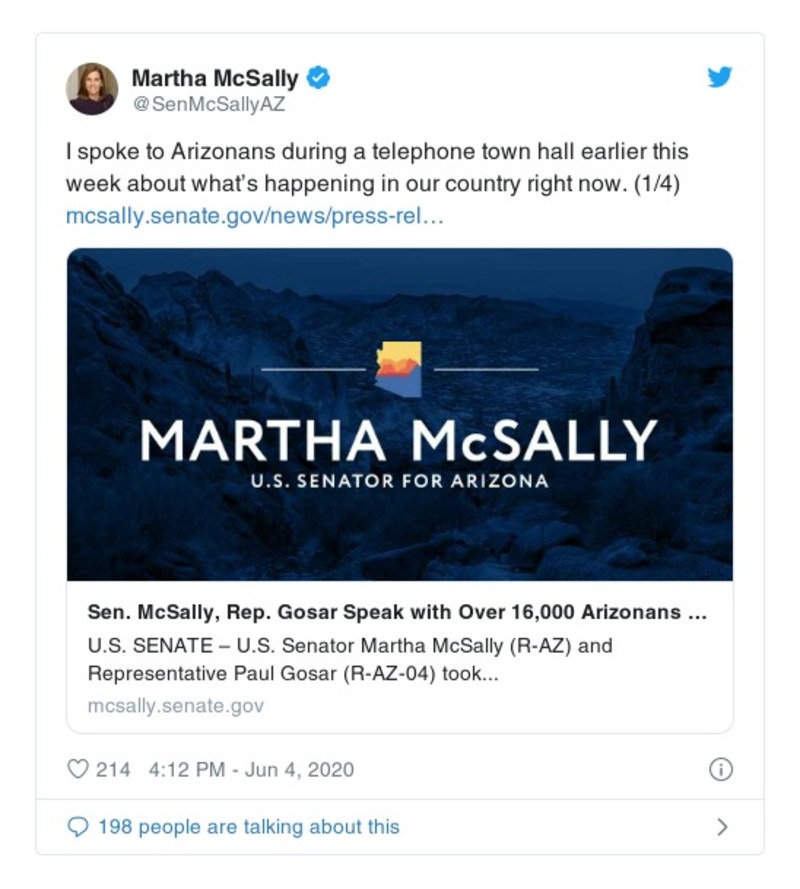 Martha McSally
@SenMcSallyAZ
I spoke to Arizonans during a telephone town hall earlier this
week about what’s happening in our country right now. (1/4)
mcsally.senate.gov/news/press-rel…
MARTHA McSALLY
U.S. SENATOR FOR ARIZONA
Sen. McSally, Rep. Gosar Speak with Over 16,000 Arizonans ...
U.S. SENATE – U.S. Senator Martha McSally (R-AZ) and
Representative Paul Gosar (R-AZ-04) took...
mcsally.senate.gov
214 4:12 PM - Jun 4, 2020
198 people are talking about this